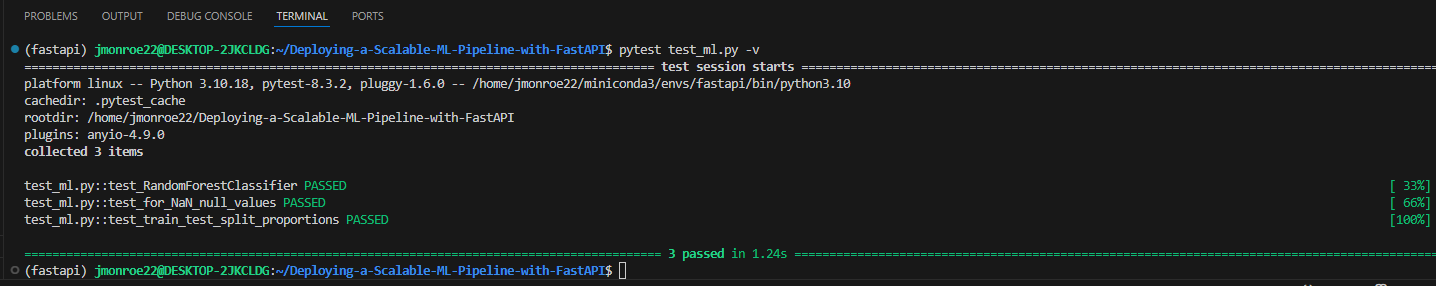 PROBLEMS OUTPUT DEBUG CONSOLE TERMINAL PORTS
(fastapi) jmonroe22@DESKTOP-2JKCLDG:~/Deploying-a-Scalable-ML-Pipeline-with-FastAPI$ pytest test_ml.py -v
test session starts
platform linux -- Python 3.10.18, pytest-8.3.2, pluggy-1.6.0 -- /home/jmonroe22/miniconda3/envs/fastapi/bin/python3.10
cachedir: .pytest_cache
rootdir: /home/jmonroe22/Deploying-a-Scalable-ML-Pipeline-with-FastAPI
plugins: anyio-4.9.0
collected 3 items
test_ml.py::test_RandomForestClassifier PASSED [ 33%]
test_ml.py::test_for_NaN_null_values PASSED [ 66%]
test_ml.py::test_train_test_split_proportions PASSED [100%]
3 passed in 1.24s
(fastapi) jmonroe22@DESKTOP-2JKCLDG:~/Deploying-a-Scalable-ML-Pipeline-with-FastAPI$